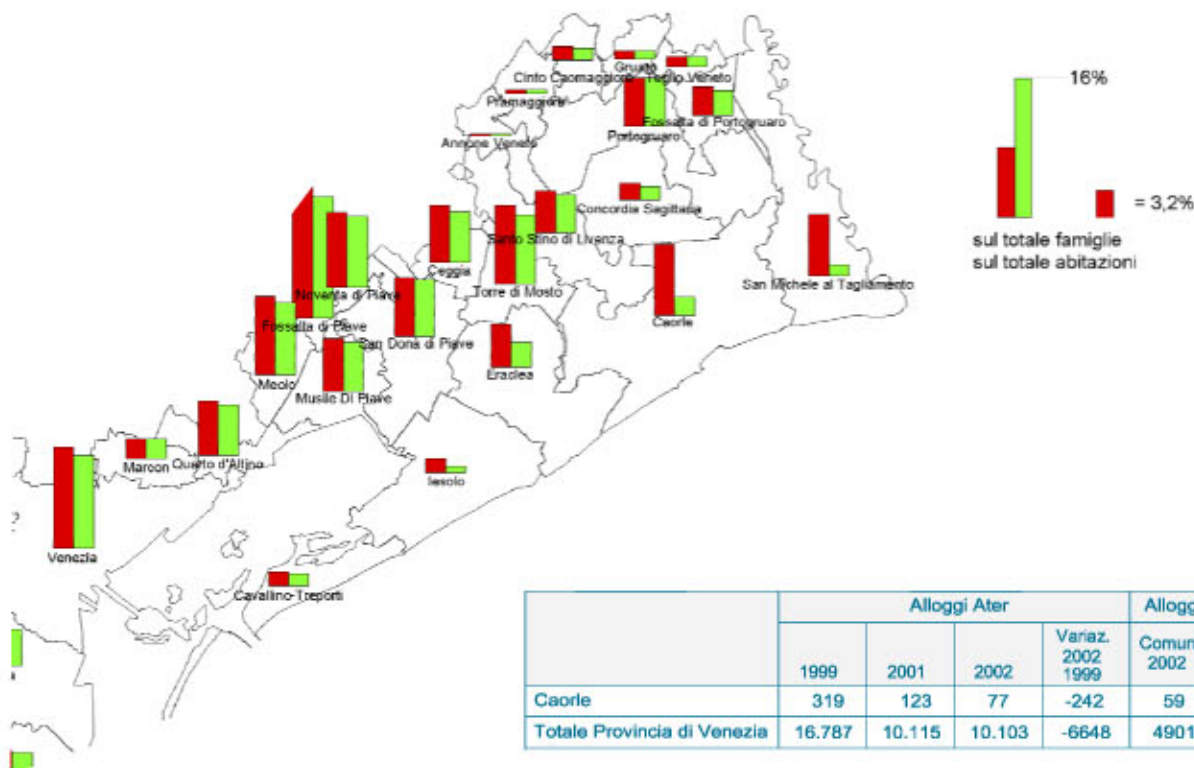 Cinto Caomaggiore
Gruaro
Teglio Veneto
Pramaggiore
Fossalta di Portogruaro
Portogruaro
Annone Veneto
16%
= 3,2%
sul totale famiglie
sul totale abitazioni
Concordia Sagittaria
Santo Stino di Livenza
Ceggia
San Michele al Tagliamento
Noventa di Piave
Torre di Mosto
Caorle
Fossalta di Piave
San Donà di Piave
Eraclea
Meolo
Musile Di Piave
Marcon
Quarto d'Altino
Iesolo
Venezia
Cavallino-Treporti
Alloggi Ater
Allogg
1999
2001
2002
Variaz.
2002
1999
Comun
2002
Caorle
319
123
77
-242
59
Totale Provincia di Venezia
16.787
10.115
10.103
-6648
4901